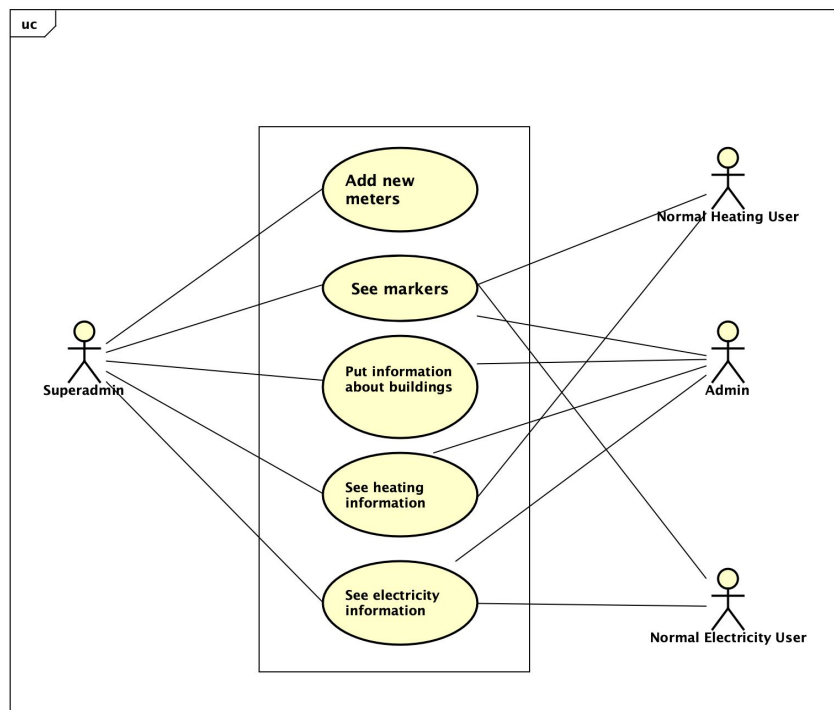 uc
Add new
meters
See markers
Put information
about buildings
See heating
information
See electricity
information
Superadmin
Normal Heating User
Admin
Normal Electricity User